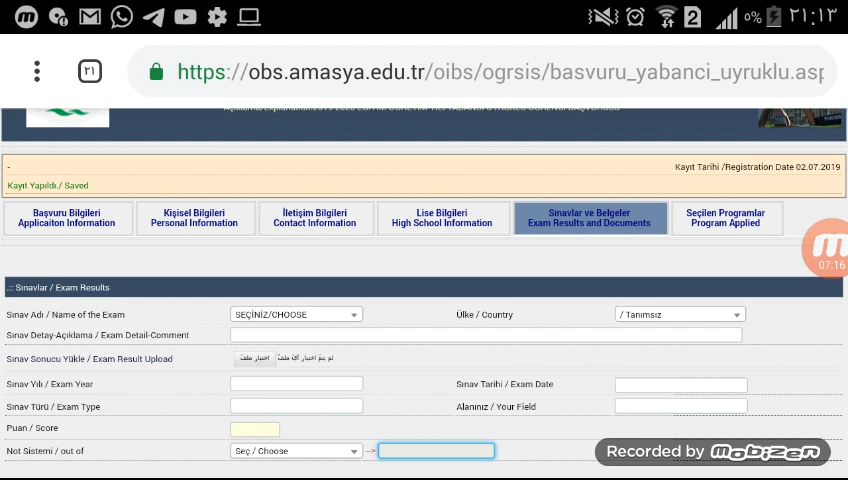 ٠% 2 ٢١:١٣
٢١ https://obs.amasya.edu.tr/oibs/ogrsis/basvuru_yabanci_uyruklu.asp
- Kayıt Tarihi /Registration Date 02.07.2019
Kayıt Yapıldı./ Saved
Başvuru Bilgileri Kişisel Bilgileri İletişim Bilgileri Lise Bilgileri Sınavlar ve Belgeler Seçilen Programlar
Applicaiton Information Personal Information Contact Information High School Information Exam Results and Documents Program Applied
07:16
.:: Sınavlar / Exam Results
Sınav Adı / Name of the Exam SEÇİNİZ/CHOOSE Ülke / Country / Tanımsız
Sınav Detay-Açıklama / Exam Detail-Comment
Sınav Sonucu Yükle / Exam Result Upload اختيار ملف لم يتم اختيار أيّ ملف
Sınav Yılı / Exam Year Sınav Tarihi / Exam Date
Sınav Türü / Exam Type Alanınız / Your Field
Puan / Score
Not Sistemi / out of Seç / Choose -->
Recorded by mobizen